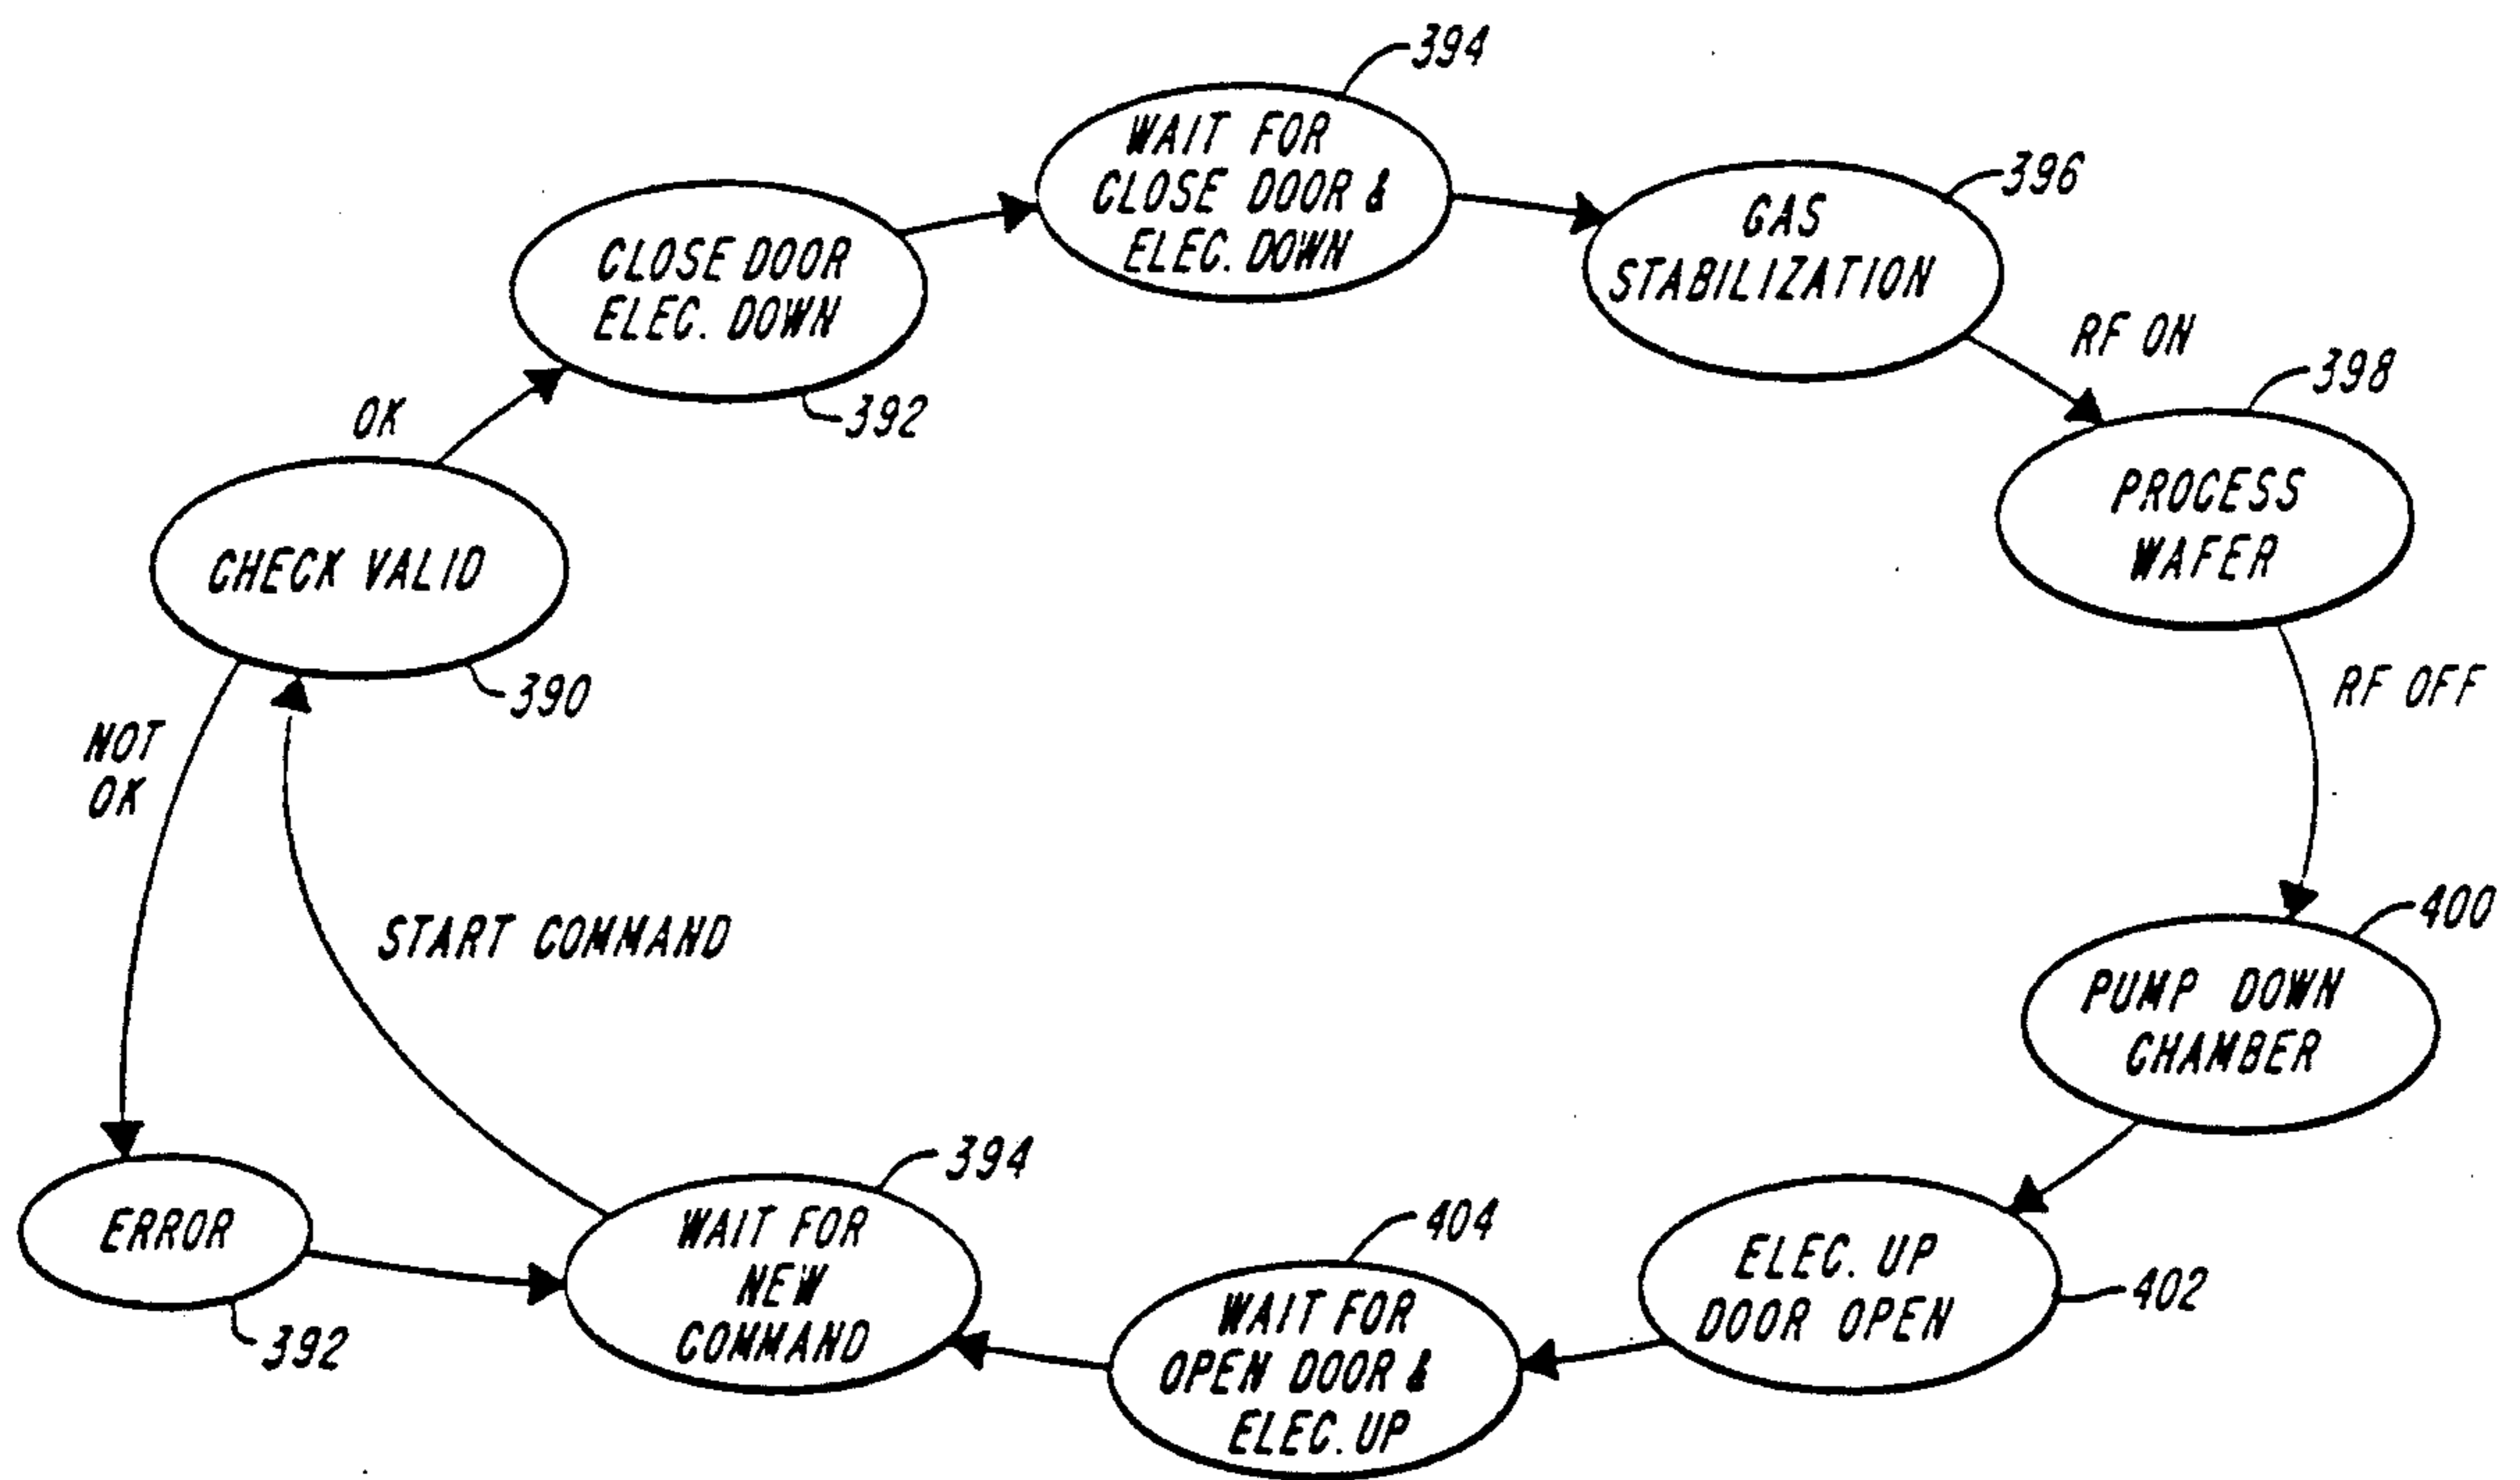 394
WAIT FOR
CLOSE DOOR &
ELEC. DOWN
396
GAS
STABILIZATION
CLOSE DOOR
ELEC. DOWN
392
RF ON
398
PROCESS
WAFER
OK
CHECK VALID
390
RF OFF
NOT
OK
START COMMAND
400
PUMP DOWN
CHAMBER
ERROR
392
394
WAIT FOR
NEW
COMMAND
404
WAIT FOR
OPEN DOOR &
ELEC. UP
ELEC. UP
DOOR OPEN
402